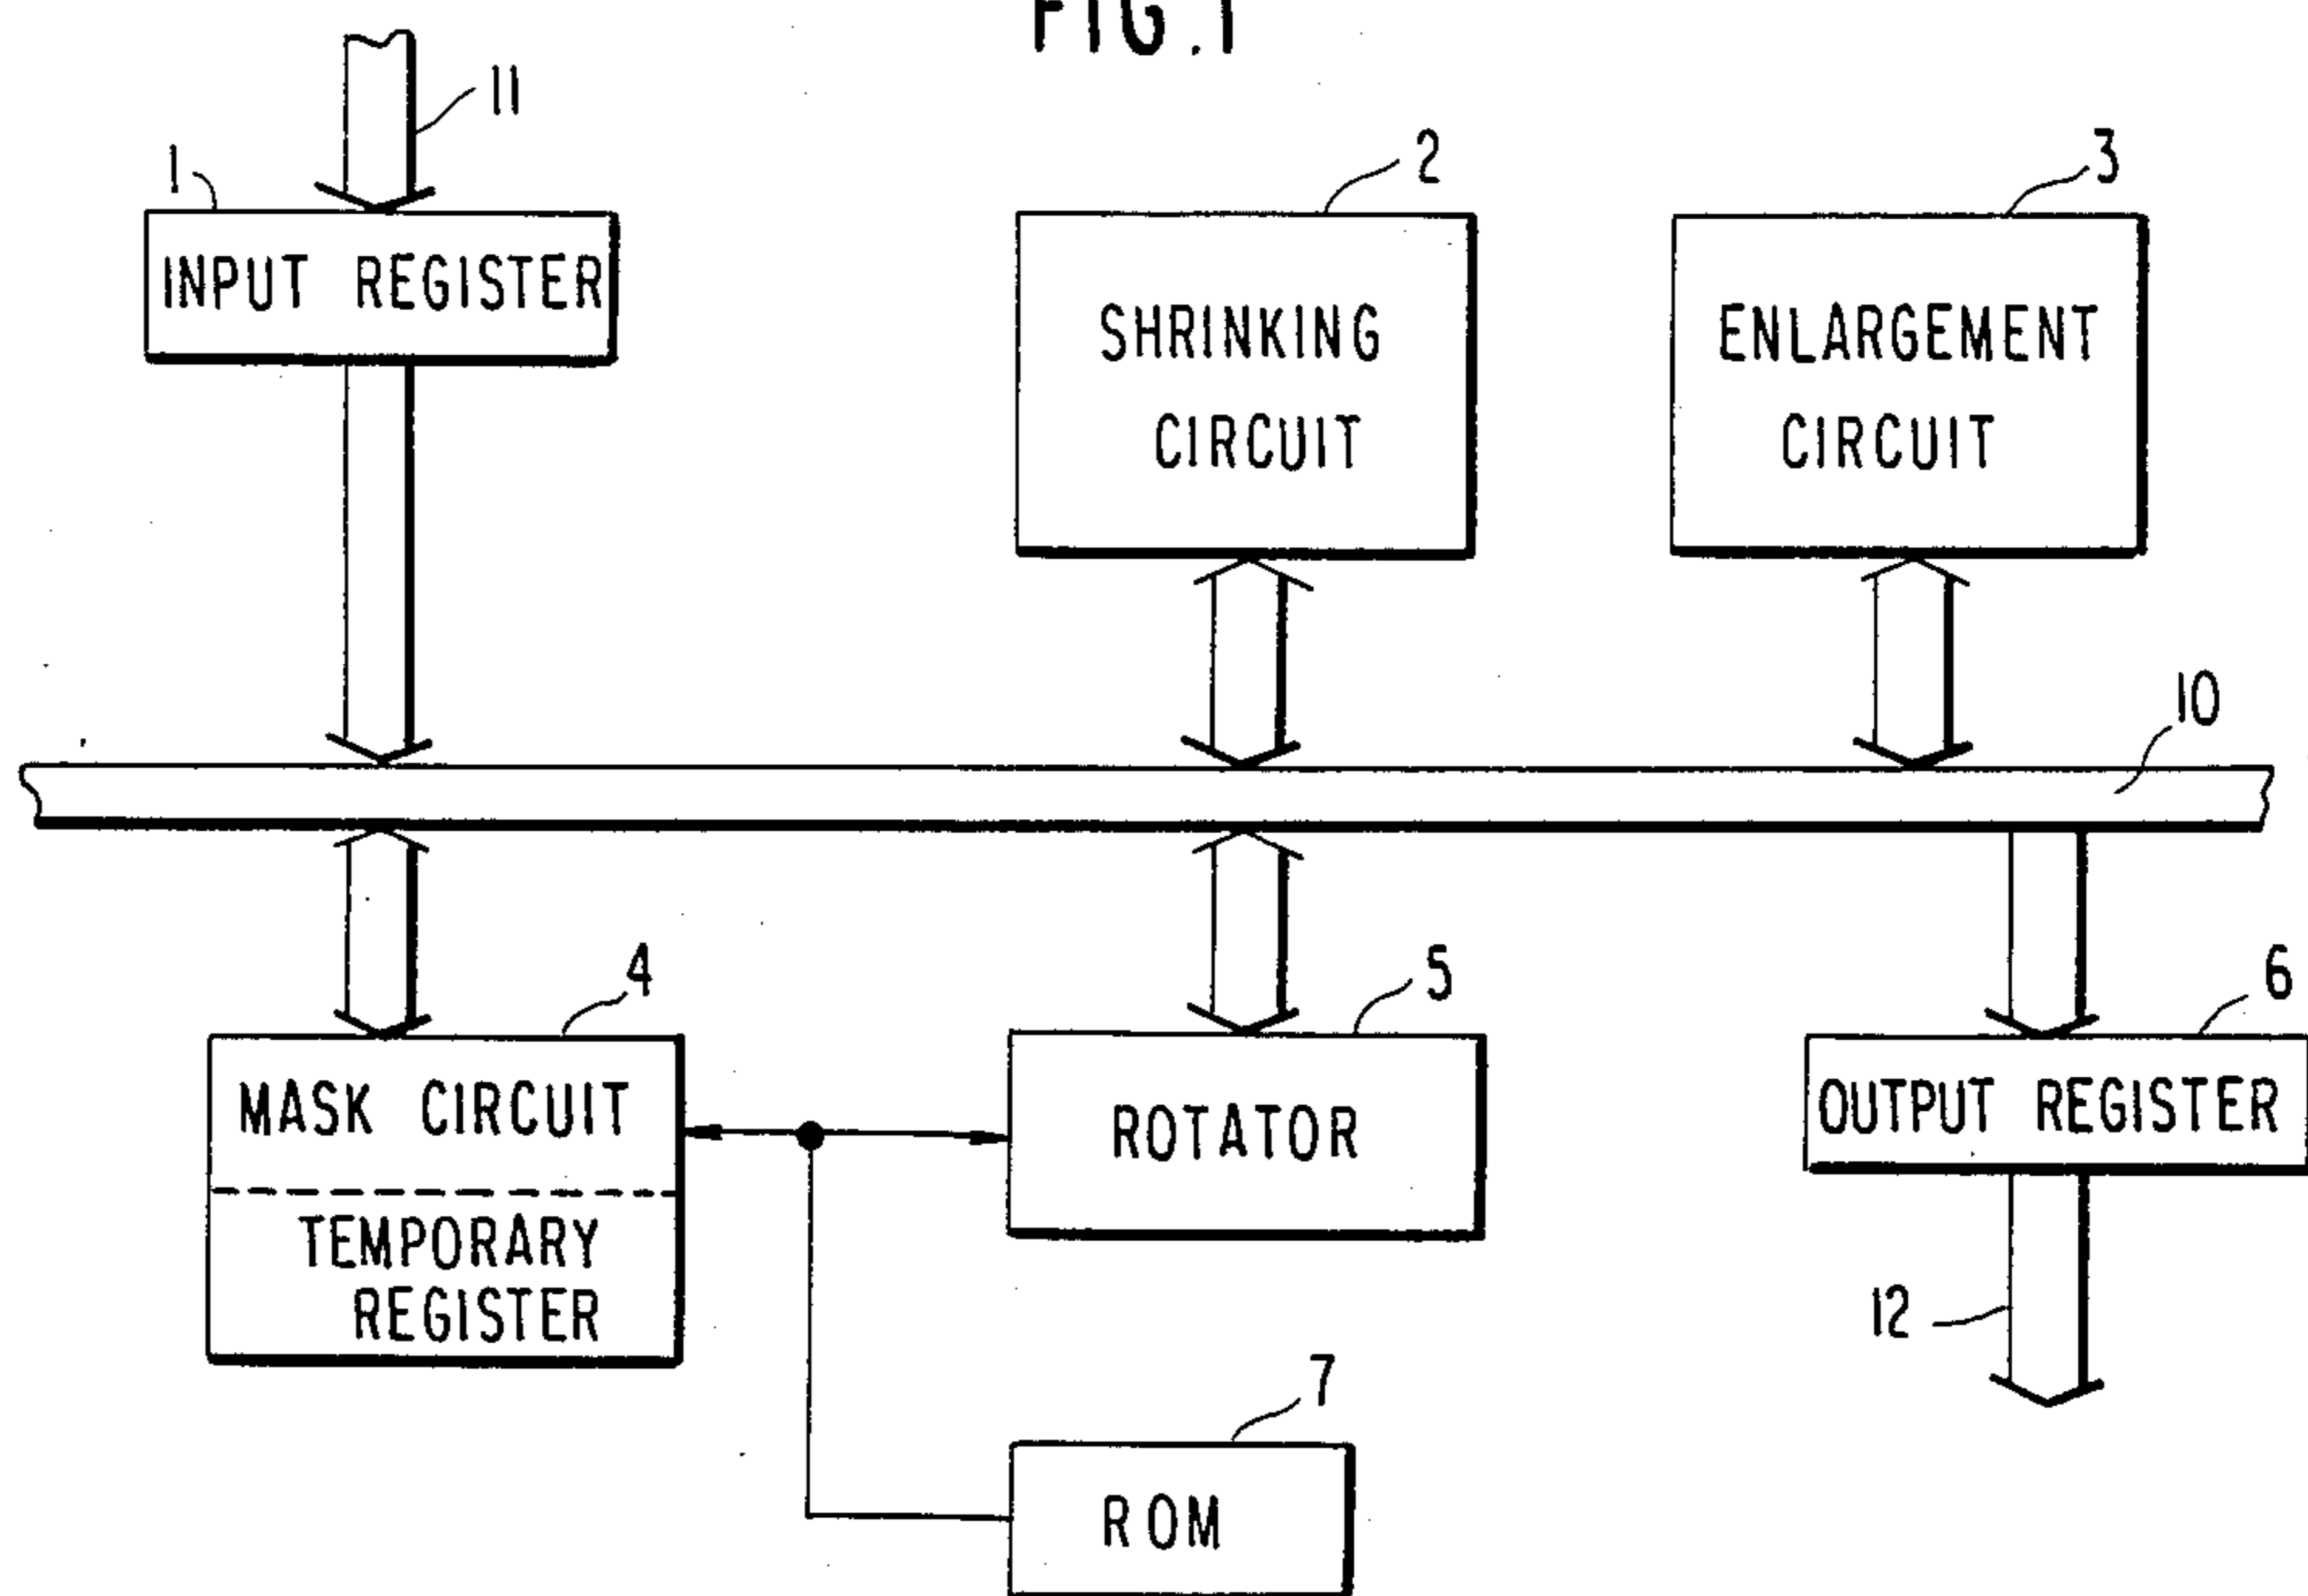 FIG.1
11
1
2
3
INPUT REGISTER
SHRINKING
CIRCUIT
ENLARGEMENT
CIRCUIT
10
4
5
6
MASK CIRCUIT
TEMPORARY
REGISTER
ROTATOR
OUTPUT REGISTER
12
7
ROM